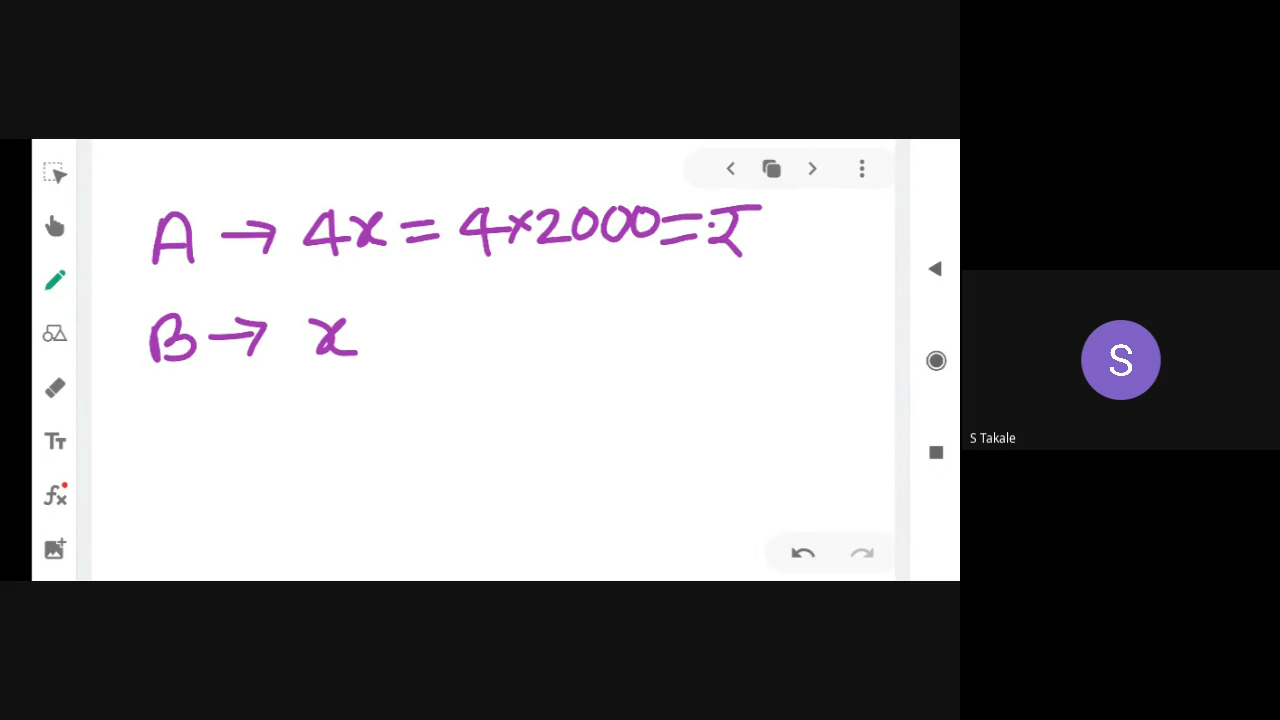 A → 4x = 4×2000=₹
B → x
Tт
fx
S
S Takale